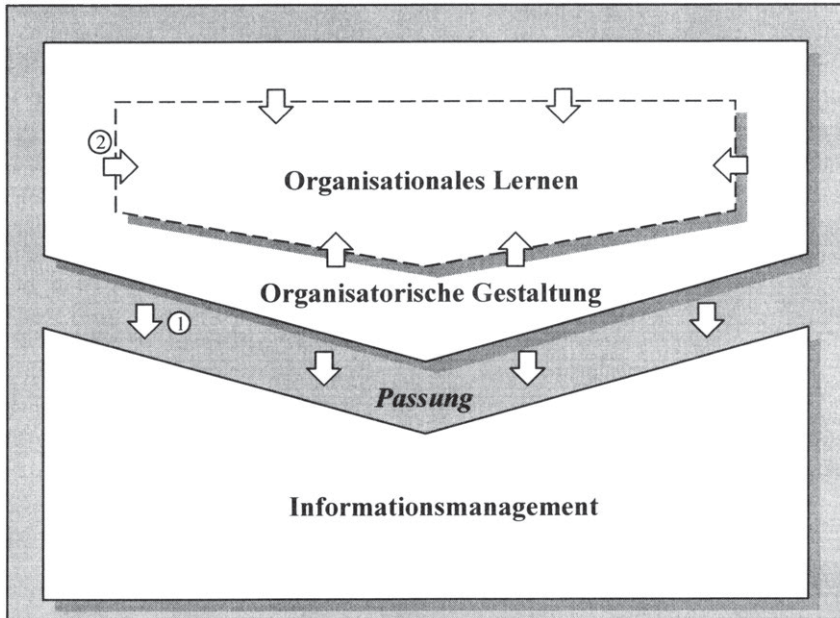 ②
Organisationales Lernen
Organisatorische Gestaltung
①
Passung
Informationsmanagement